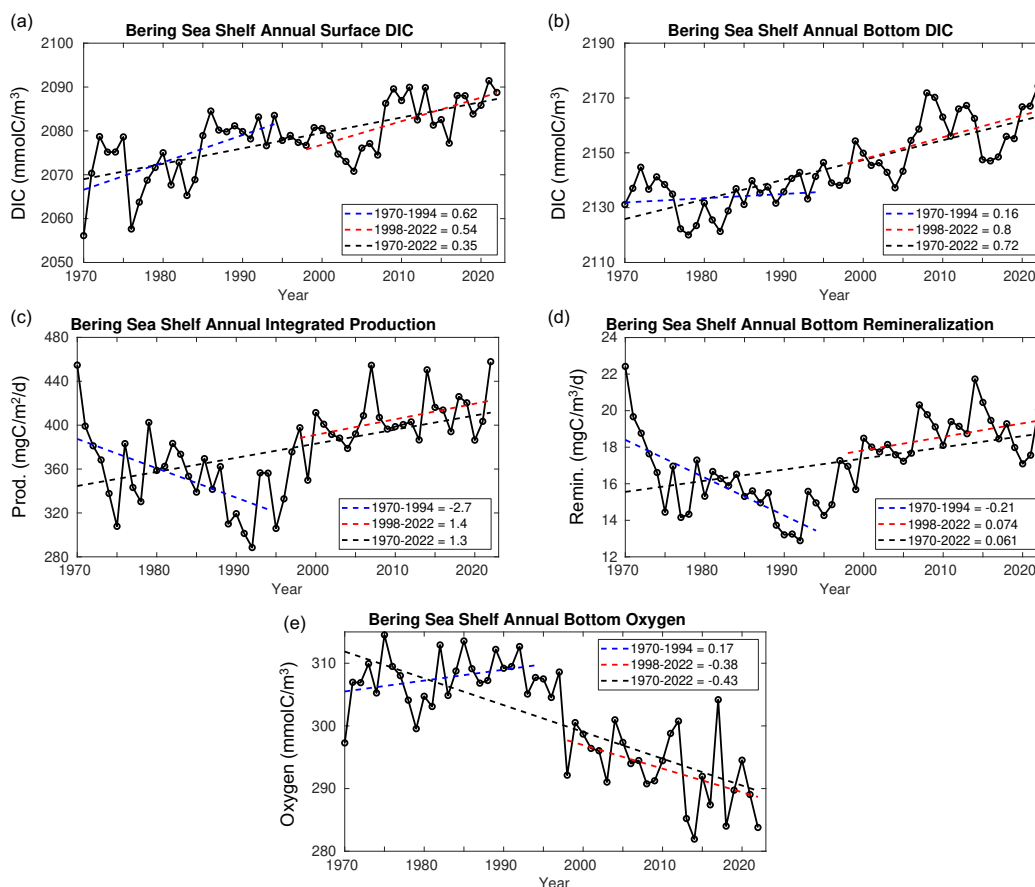 (a)
Bering Sea Shelf Annual Surface DIC
2100
2090
2080
2070
2060
2050
DIC (mmolC/m³)
1970 1980 1990 2000 2010 2020
Year
1970-1994 = 0.62
1998-2022 = 0.54
1970-2022 = 0.35
(b)
Bering Sea Shelf Annual Bottom DIC
2190
2170
2150
2130
2110
DIC (mmolC/m³)
1970 1980 1990 2000 2010 2020
Year
1970-1994 = 0.16
1998-2022 = 0.8
1970-2022 = 0.72
(c)
Bering Sea Shelf Annual Integrated Production
480
440
400
360
320
280
Prod. (mgC/m²/d)
1970 1980 1990 2000 2010 2020
Year
1970-1994 = -2.7
1998-2022 = 1.4
1970-2022 = 1.3
(d)
Bering Sea Shelf Annual Bottom Remineralization
24
22
20
18
16
14
12
Remin. (mgC/m³/d)
1970 1980 1990 2000 2010 2020
Year
1970-1994 = -0.21
1998-2022 = 0.074
1970-2022 = 0.061
(e)
Bering Sea Shelf Annual Bottom Oxygen
310
300
290
280
Oxygen (mmolC/m³)
1970 1980 1990 2000 2010 2020
Year
1970-1994 = 0.17
1998-2022 = -0.38
1970-2022 = -0.43